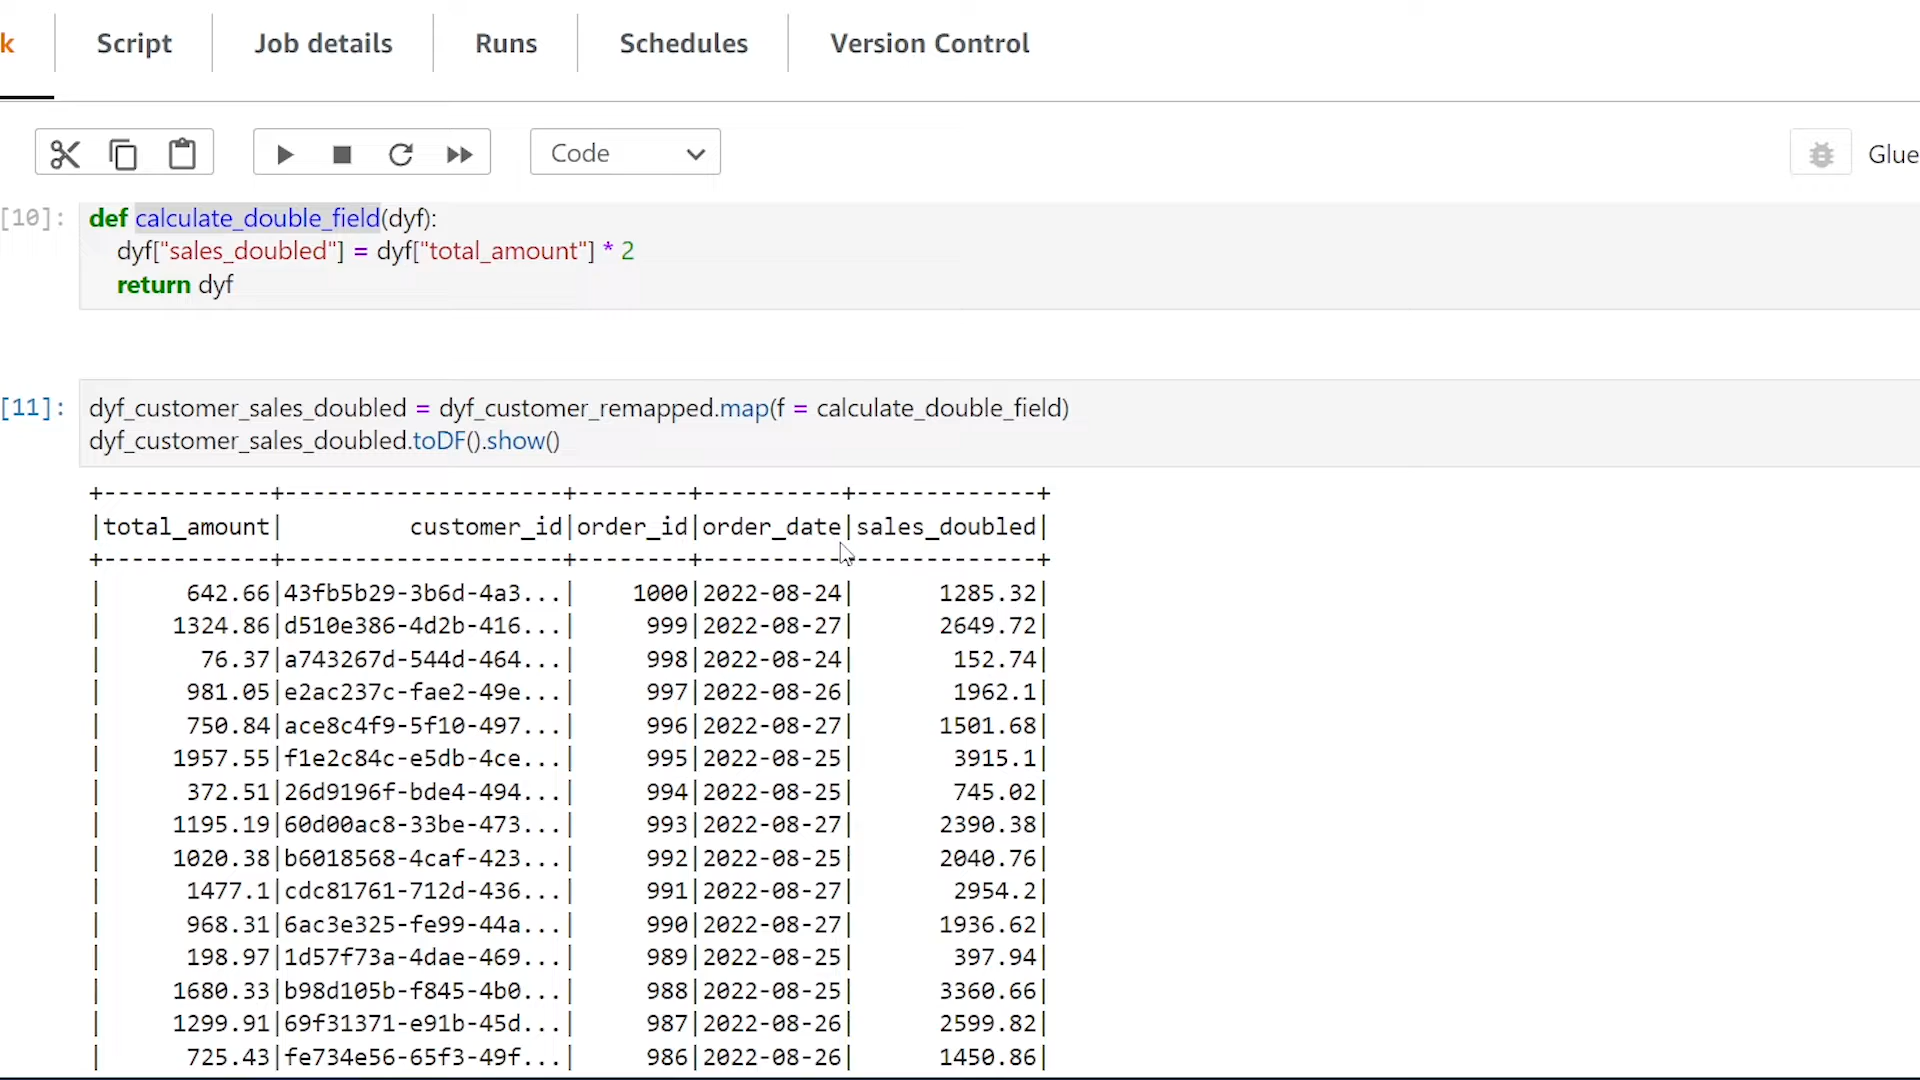 k Script Job details Runs Schedules Version Control
Code Glue
[10]: def calculate_double_field(dyf):
dyf["sales_doubled"] = dyf["total_amount"] * 2
return dyf
[11]: dyf_customer_sales_doubled = dyf_customer_remapped.map(f = calculate_double_field)
dyf_customer_sales_doubled.toDF().show()
+------------+--------------------+--------+----------+-------------+
|total_amount|         customer_id|order_id|order_date|sales_doubled|
+------------+--------------------+--------+----------+-------------+
|      642.66|43fb5b29-3b6d-4a3...|    1000|2022-08-24|      1285.32|
|     1324.86|d510e386-4d2b-416...|     999|2022-08-27|      2649.72|
|       76.37|a743267d-544d-464...|     998|2022-08-24|       152.74|
|      981.05|e2ac237c-fae2-49e...|     997|2022-08-26|       1962.1|
|      750.84|ace8c4f9-5f10-497...|     996|2022-08-27|      1501.68|
|     1957.55|f1e2c84c-e5db-4ce...|     995|2022-08-25|       3915.1|
|      372.51|26d9196f-bde4-494...|     994|2022-08-25|       745.02|
|     1195.19|60d00ac8-33be-473...|     993|2022-08-27|      2390.38|
|     1020.38|b6018568-4caf-423...|     992|2022-08-25|      2040.76|
|      1477.1|cdc81761-712d-436...|     991|2022-08-27|       2954.2|
|      968.31|6ac3e325-fe99-44a...|     990|2022-08-27|      1936.62|
|      198.97|1d57f73a-4dae-469...|     989|2022-08-25|       397.94|
|     1680.33|b98d105b-f845-4b0...|     988|2022-08-25|      3360.66|
|     1299.91|69f31371-e91b-45d...|     987|2022-08-26|      2599.82|
|      725.43|fe734e56-65f3-49f...|     986|2022-08-26|      1450.86|